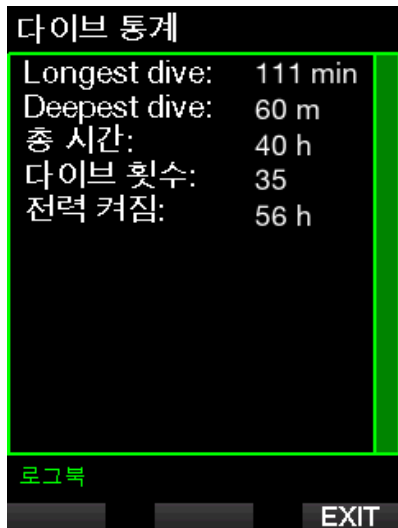 다이브 통계
Longest dive: 111 min
Deepest dive: 60 m
총 시간: 40 h
다이브 횟수: 35
전력 켜짐: 56 h
로그북
EXIT